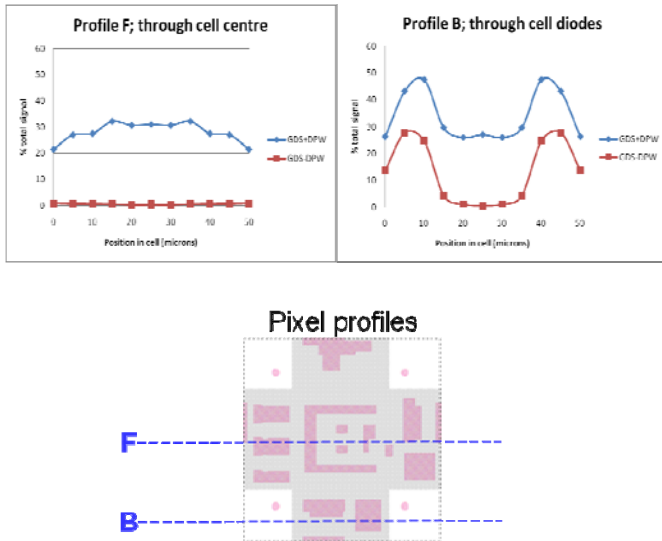 Profile F; through cell centre
60
50
40
30
20
10
0
% total signal
0 10 20 30 40 50
Position in cell (microns)
GDS+DPW
GDS-DPW
Profile B; through cell diodes
60
50
40
30
20
10
0
% total signal
0 10 20 30 40 50
Position in cell (microns)
GDS+DPW
GDS-DPW
Pixel profiles
F
B